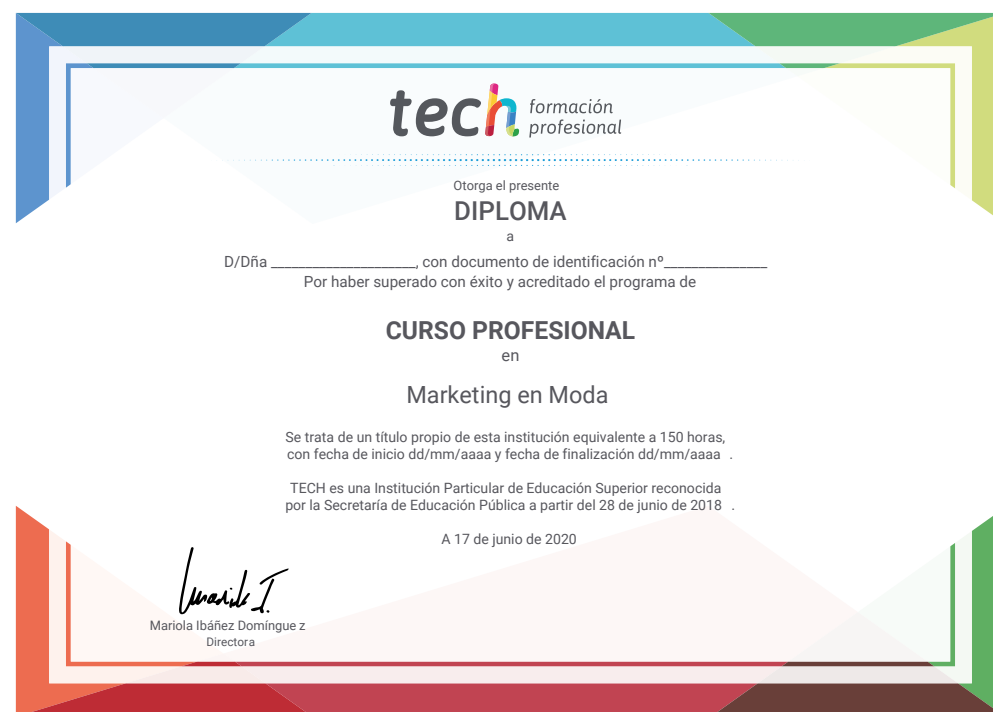 tech formación
profesional
Otorga el presente
DIPLOMA
a
D/Dña _____________________, con documento de identificación nº_______________
Por haber superado con éxito y acreditado el programa de
CURSO PROFESIONAL
en
Marketing en Moda
Se trata de un título propio de esta institución equivalente a 150 horas,
con fecha de inicio dd/mm/aaaa y fecha de finalización dd/mm/aaaa .
TECH es una Institución Particular de Educación Superior reconocida
por la Secretaría de Educación Pública a partir del 28 de junio de 2018 .
A 17 de junio de 2020
Mariola I.
Mariola Ibáñez Domíngue z
Directora